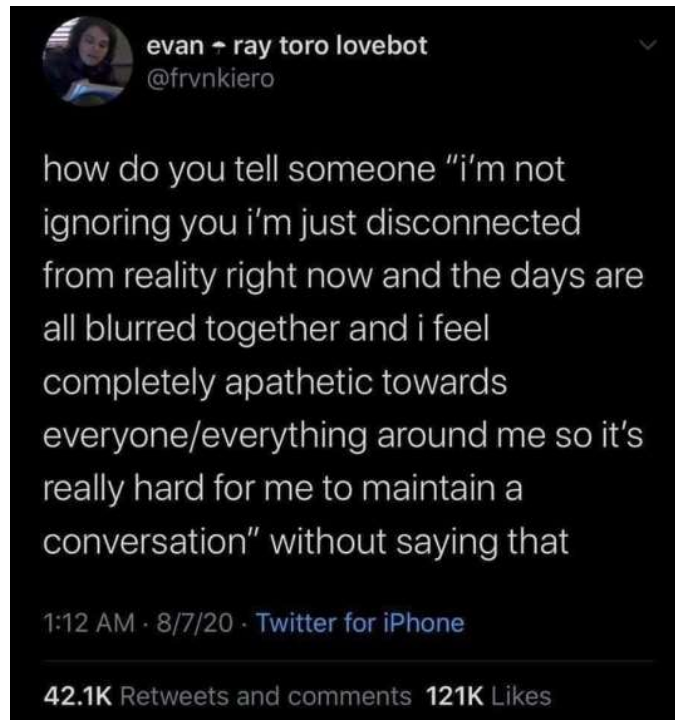 evan ☂ ray toro lovebot
@frvnkiero
how do you tell someone “i’m not
ignoring you i’m just disconnected
from reality right now and the days are
all blurred together and i feel
completely apathetic towards
everyone/everything around me so it’s
really hard for me to maintain a
conversation” without saying that
1:12 AM · 8/7/20 · Twitter for iPhone
42.1K Retweets and comments 121K Likes